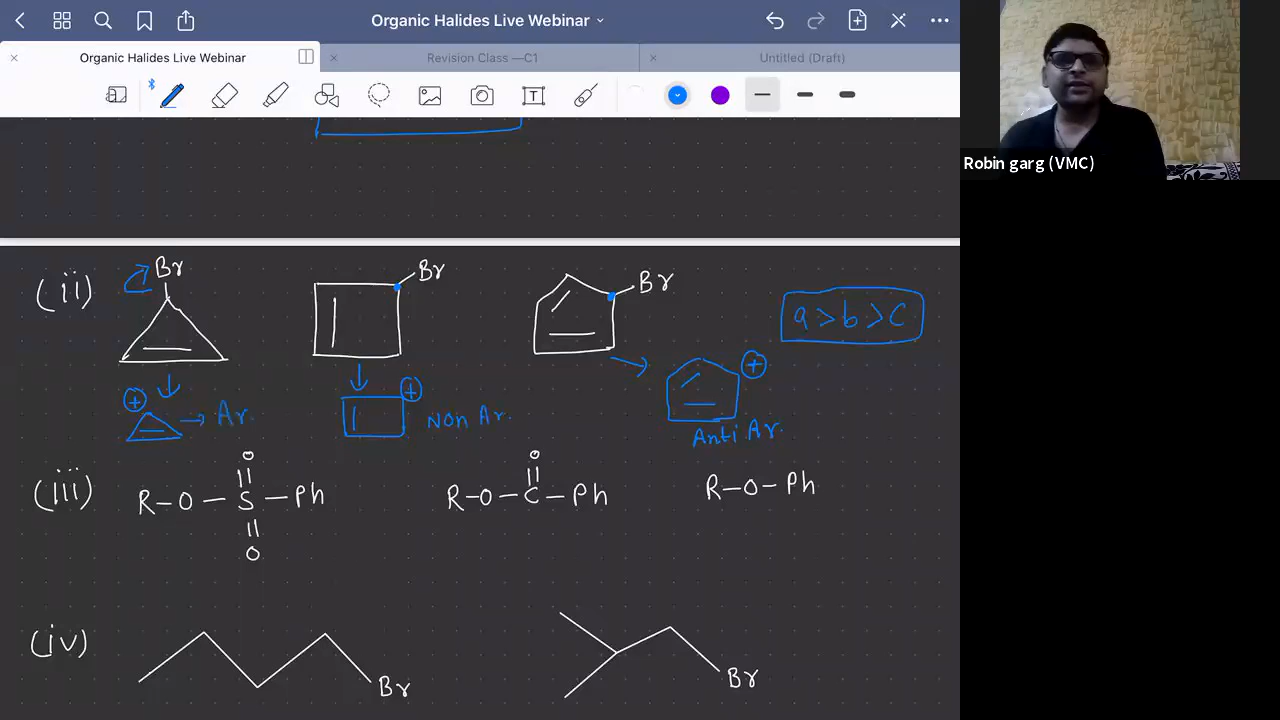 Organic Halides Live Webinar
Organic Halides Live Webinar
Revision Class —C1
Untitled (Draft)
T
Robin garg (VMC)
(ii) Br Br Br a > b > c
⊕ → Ar. ⊕ Non Ar. → ⊕ Anti Ar.
(iii) R-O-S-Ph O O R-O-C-Ph O R-O-Ph
(iv) Br Br